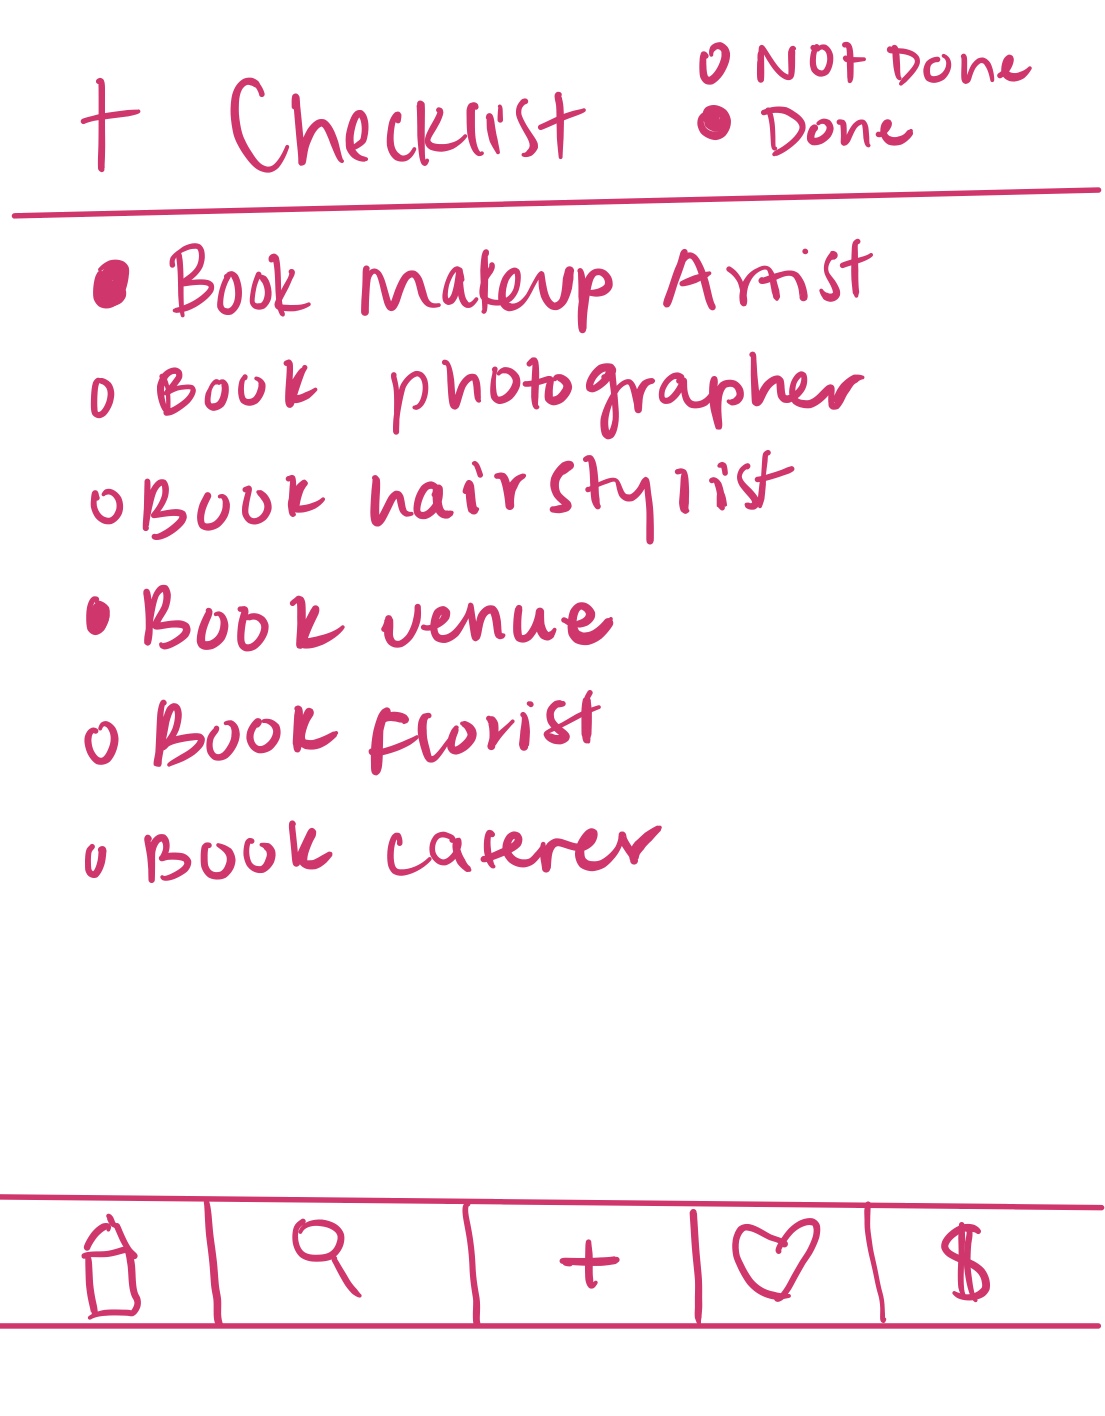 + Checklist
○ Not Done
● Done
● Book makeup Artist
○ Book photographer
○ Book hairstylist
● Book venue
○ Book florist
○ Book caterer
+ $